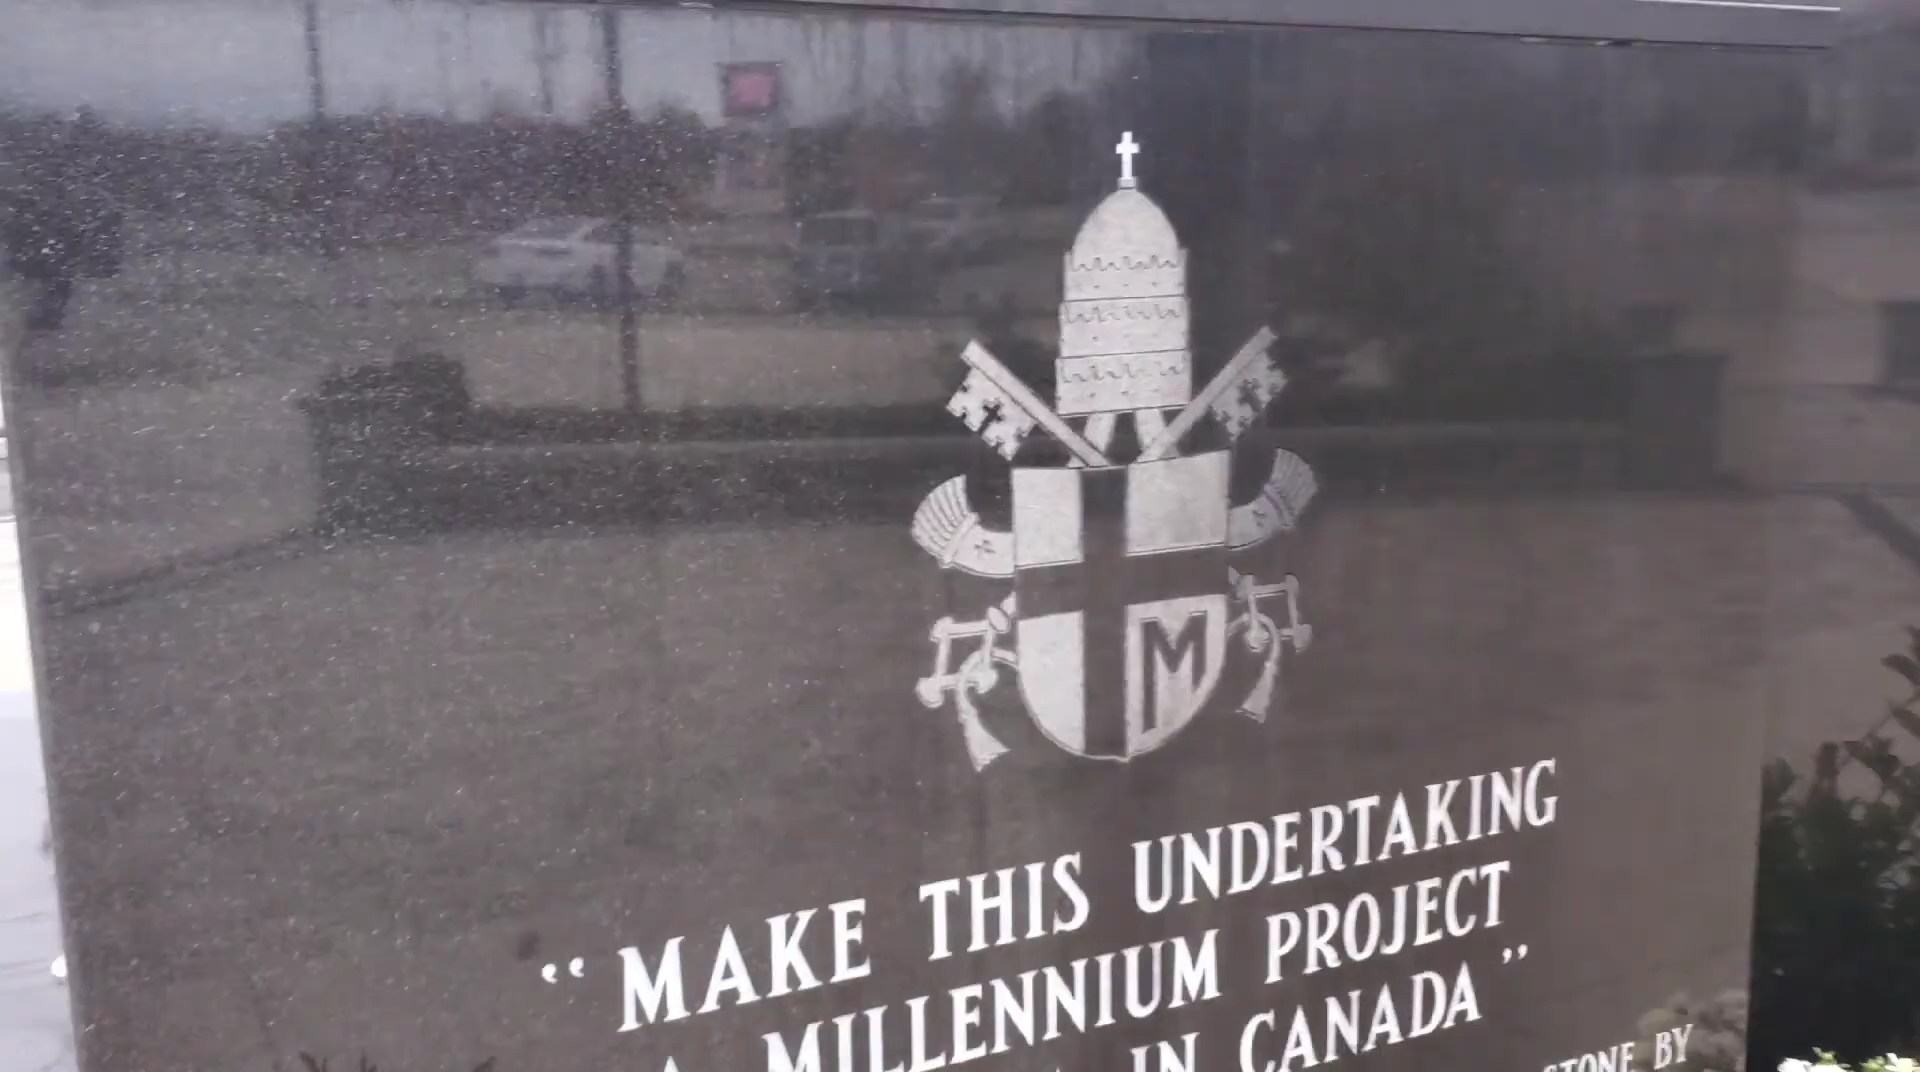 M
“MAKE THIS UNDERTAKING
A MILLENNIUM PROJECT
IN CANADA”
STONE BY